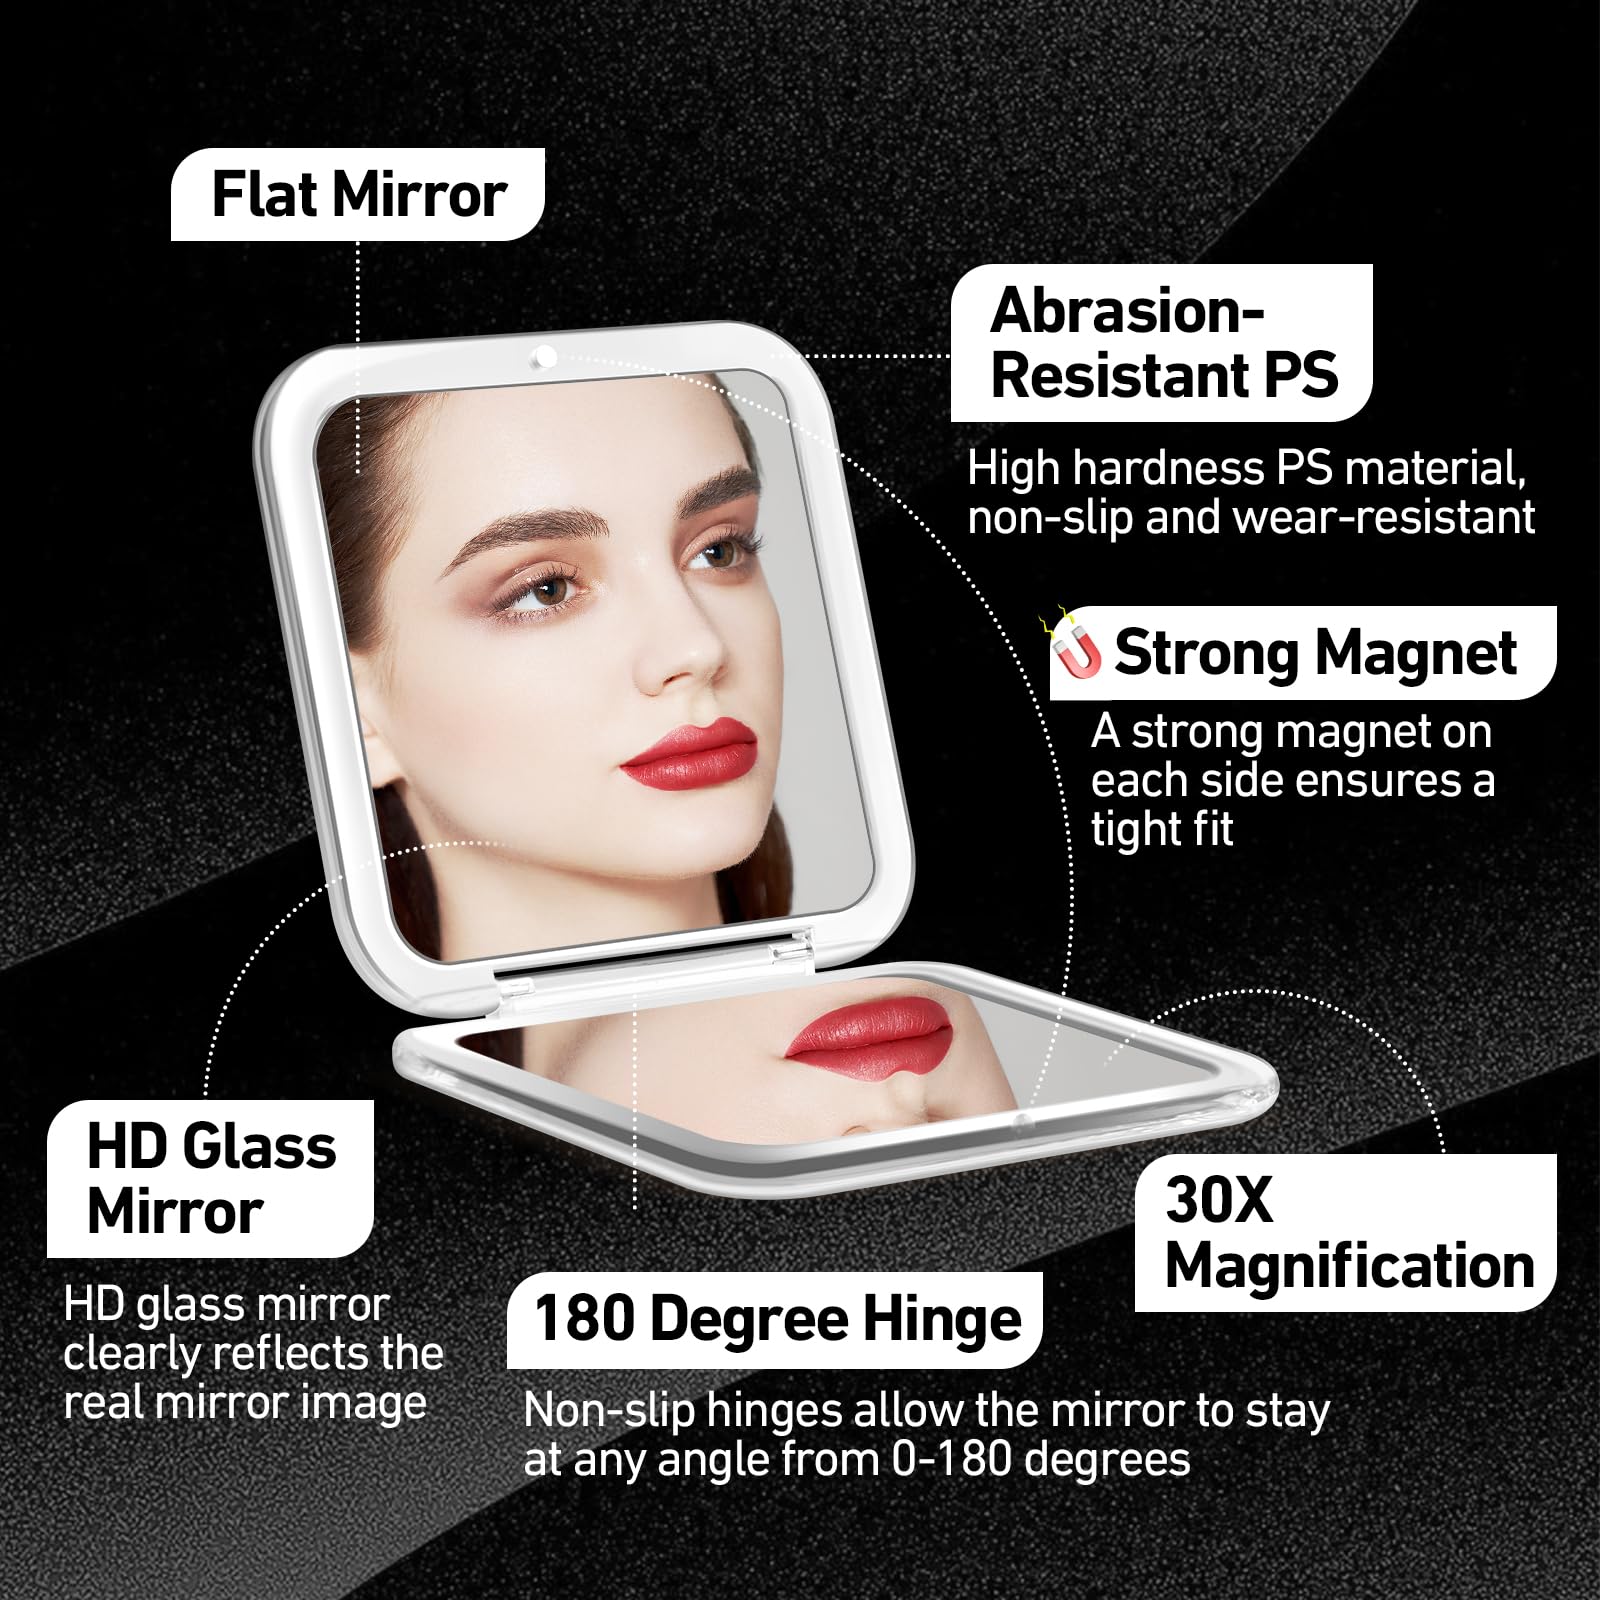 Flat Mirror
Abrasion-
Resistant PS
High hardness PS material,
non-slip and wear-resistant
Strong Magnet
A strong magnet on
each side ensures a
tight fit
HD Glass
Mirror
HD glass mirror
clearly reflects the
real mirror image
180 Degree Hinge
Non-slip hinges allow the mirror to stay
at any angle from 0-180 degrees
30X
Magnification